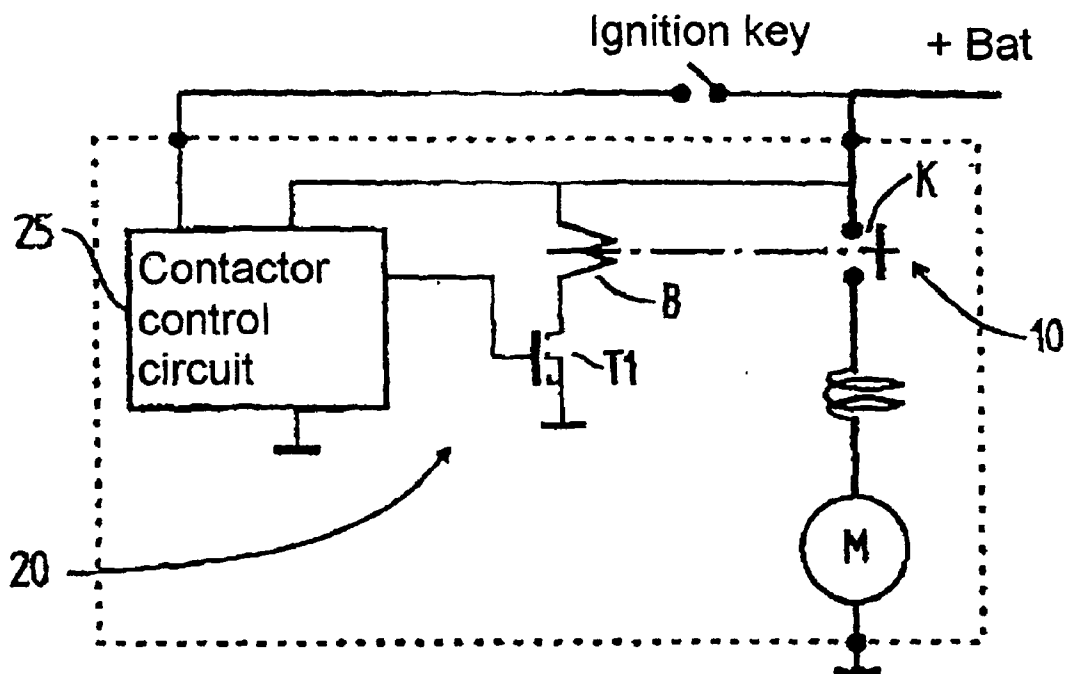 Ignition key
+ Bat
K
25
Contactor
control
circuit
B
10
T1
20
M